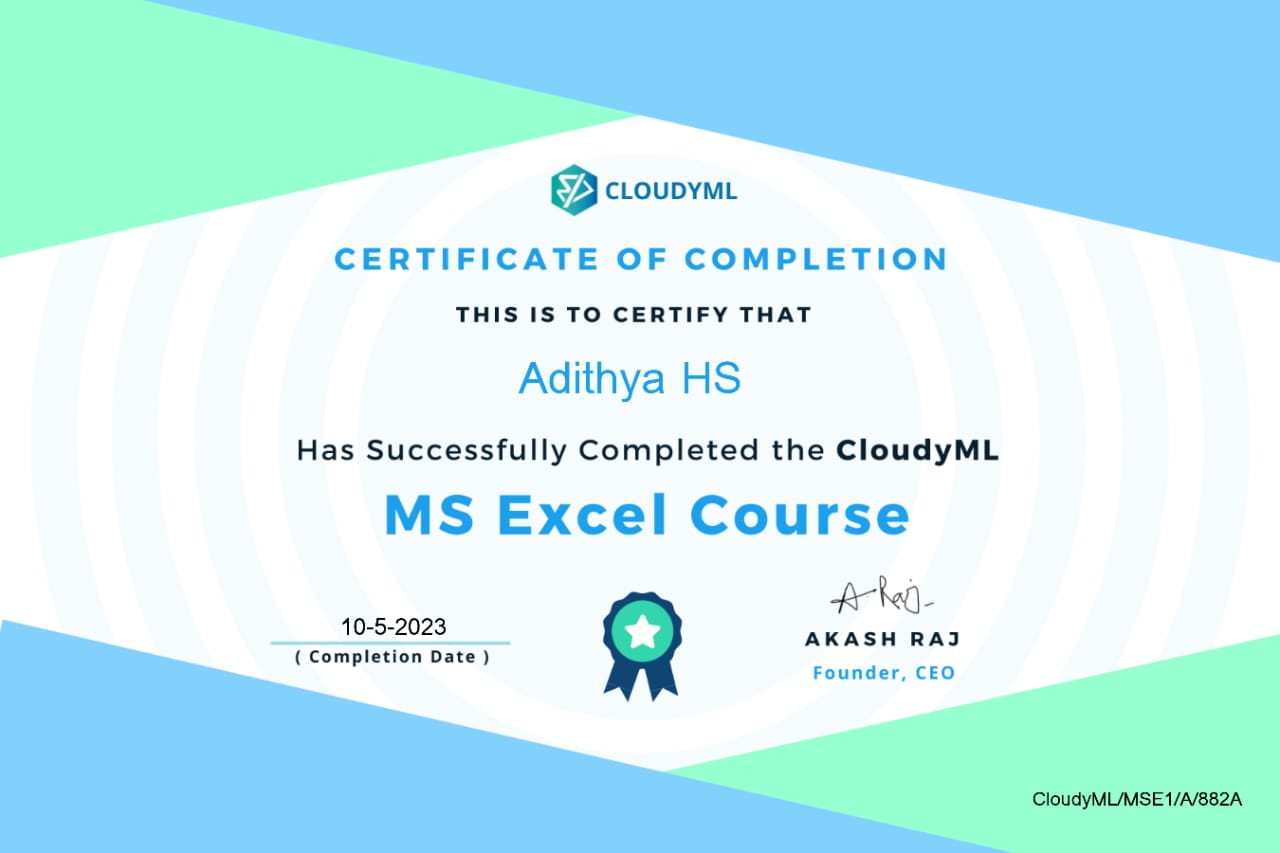 CLOUDYML
CERTIFICATE OF COMPLETION
THIS IS TO CERTIFY THAT
Adithya HS
Has Successfully Completed the CloudyML
MS Excel Course
10-5-2023
( Completion Date )
A Raj
AKASH RAJ
Founder, CEO
CloudyML/MSE1/A/882A